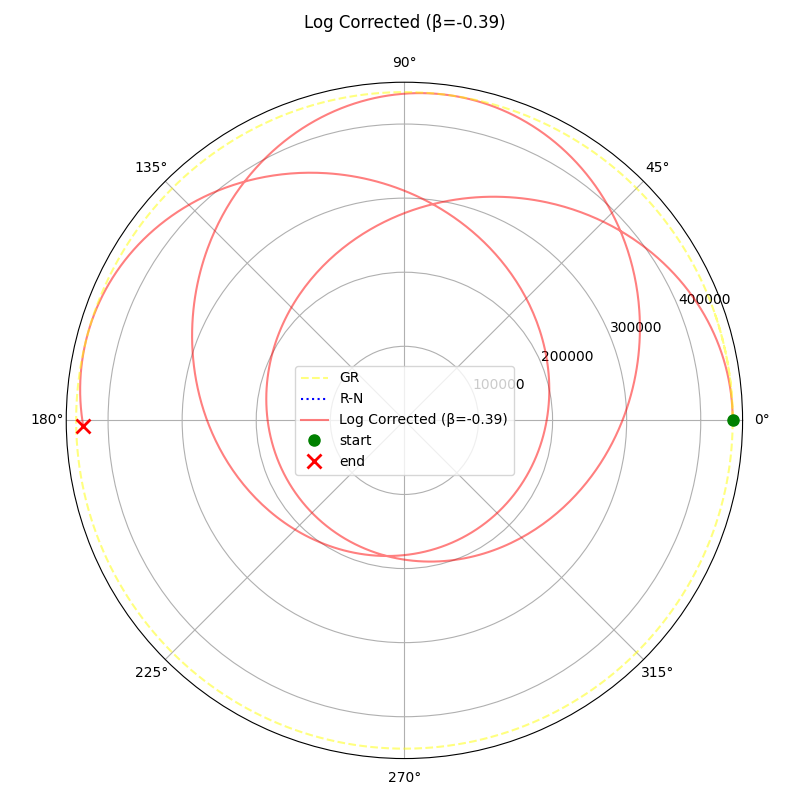 Log Corrected (β=-0.39)
90°
135°
45°
400000
300000
200000
100000
GR
R-N
Log Corrected (β=-0.39)
start
end
180°
0°
225°
315°
270°